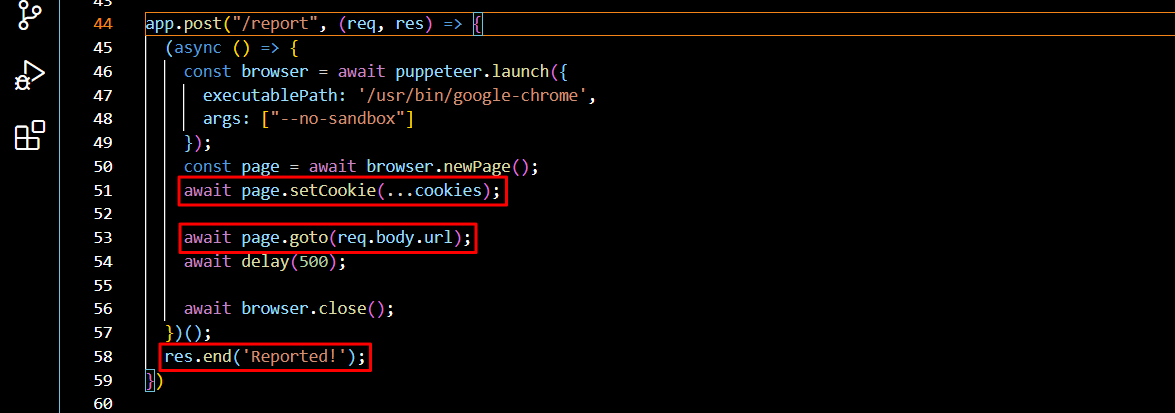 43
44 app.post("/report", (req, res) => {
45 (async () => {
46 const browser = await puppeteer.launch({
47 executablePath: '/usr/bin/google-chrome',
48 args: ["--no-sandbox"]
49 });
50 const page = await browser.newPage();
51 await page.setCookie(...cookies);
52
53 await page.goto(req.body.url);
54 await delay(500);
55
56 await browser.close();
57 })();
58 res.end('Reported!');
59 })
60